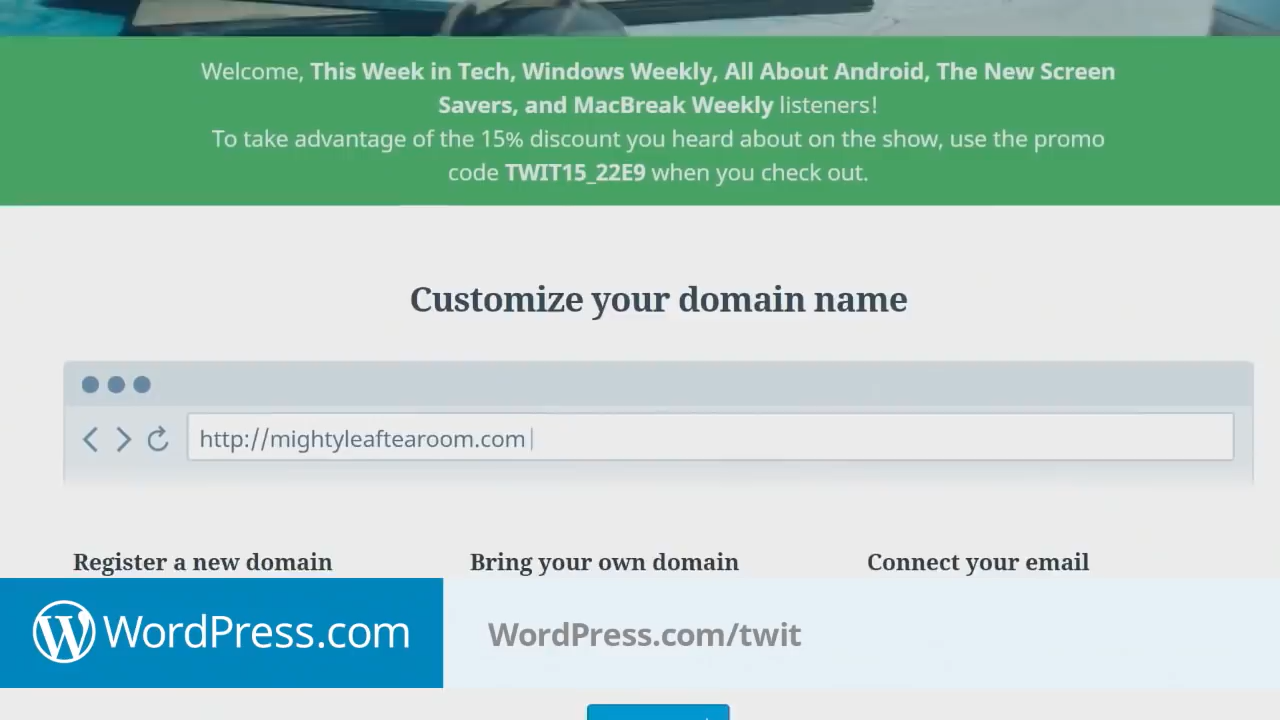 Welcome, This Week in Tech, Windows Weekly, All About Android, The New Screen
Savers, and MacBreak Weekly listeners!
To take advantage of the 15% discount you heard about on the show, use the promo
code TWIT15_22E9 when you check out.
Customize your domain name
http://mightyleaftearoom.com
Register a new domain
Bring your own domain
Connect your email
WordPress.com
WordPress.com/twit